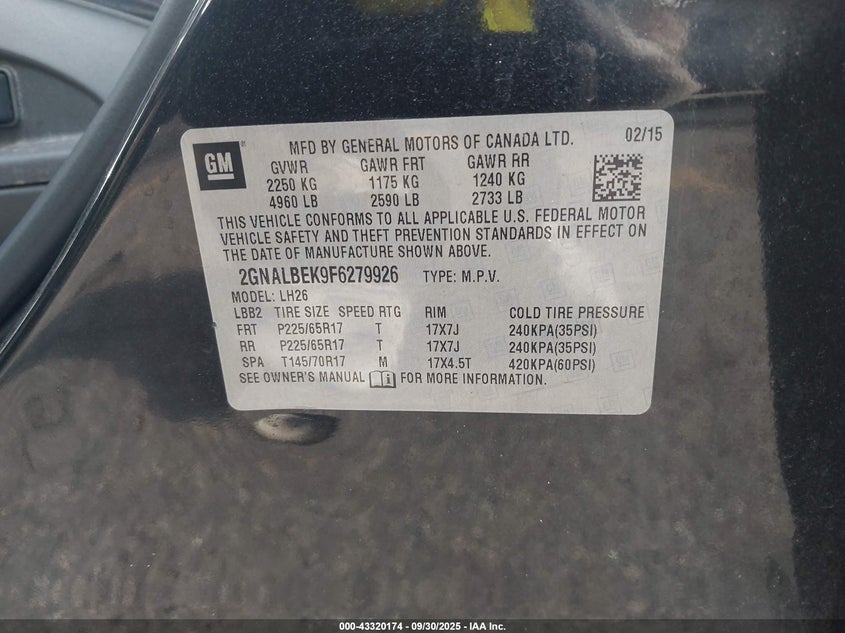 GM
MFD BY GENERAL MOTORS OF CANADA LTD. 02/15
GVWR GAWR FRT GAWR RR
2250 KG 1175 KG 1240 KG
4960 LB 2590 LB 2733 LB
THIS VEHICLE CONFORMS TO ALL APPLICABLE U.S. FEDERAL MOTOR
VEHICLE SAFETY AND THEFT PREVENTION STANDARDS IN EFFECT ON
THE DATE OF MANUFACTURE SHOWN ABOVE.
2GNALBEK9F6279926 TYPE: M.P.V.
MODEL: LH26
LBB2 TIRE SIZE SPEED RTG RIM COLD TIRE PRESSURE
FRT P225/65R17 T 17X7J 240KPA(35PSI)
RR P225/65R17 T 17X7J 240KPA(35PSI)
SPA T145/70R17 M 17X4.5T 420KPA(60PSI)
SEE OWNER'S MANUAL FOR MORE INFORMATION.
000-43320174 - 09/30/2025 - IAA Inc.